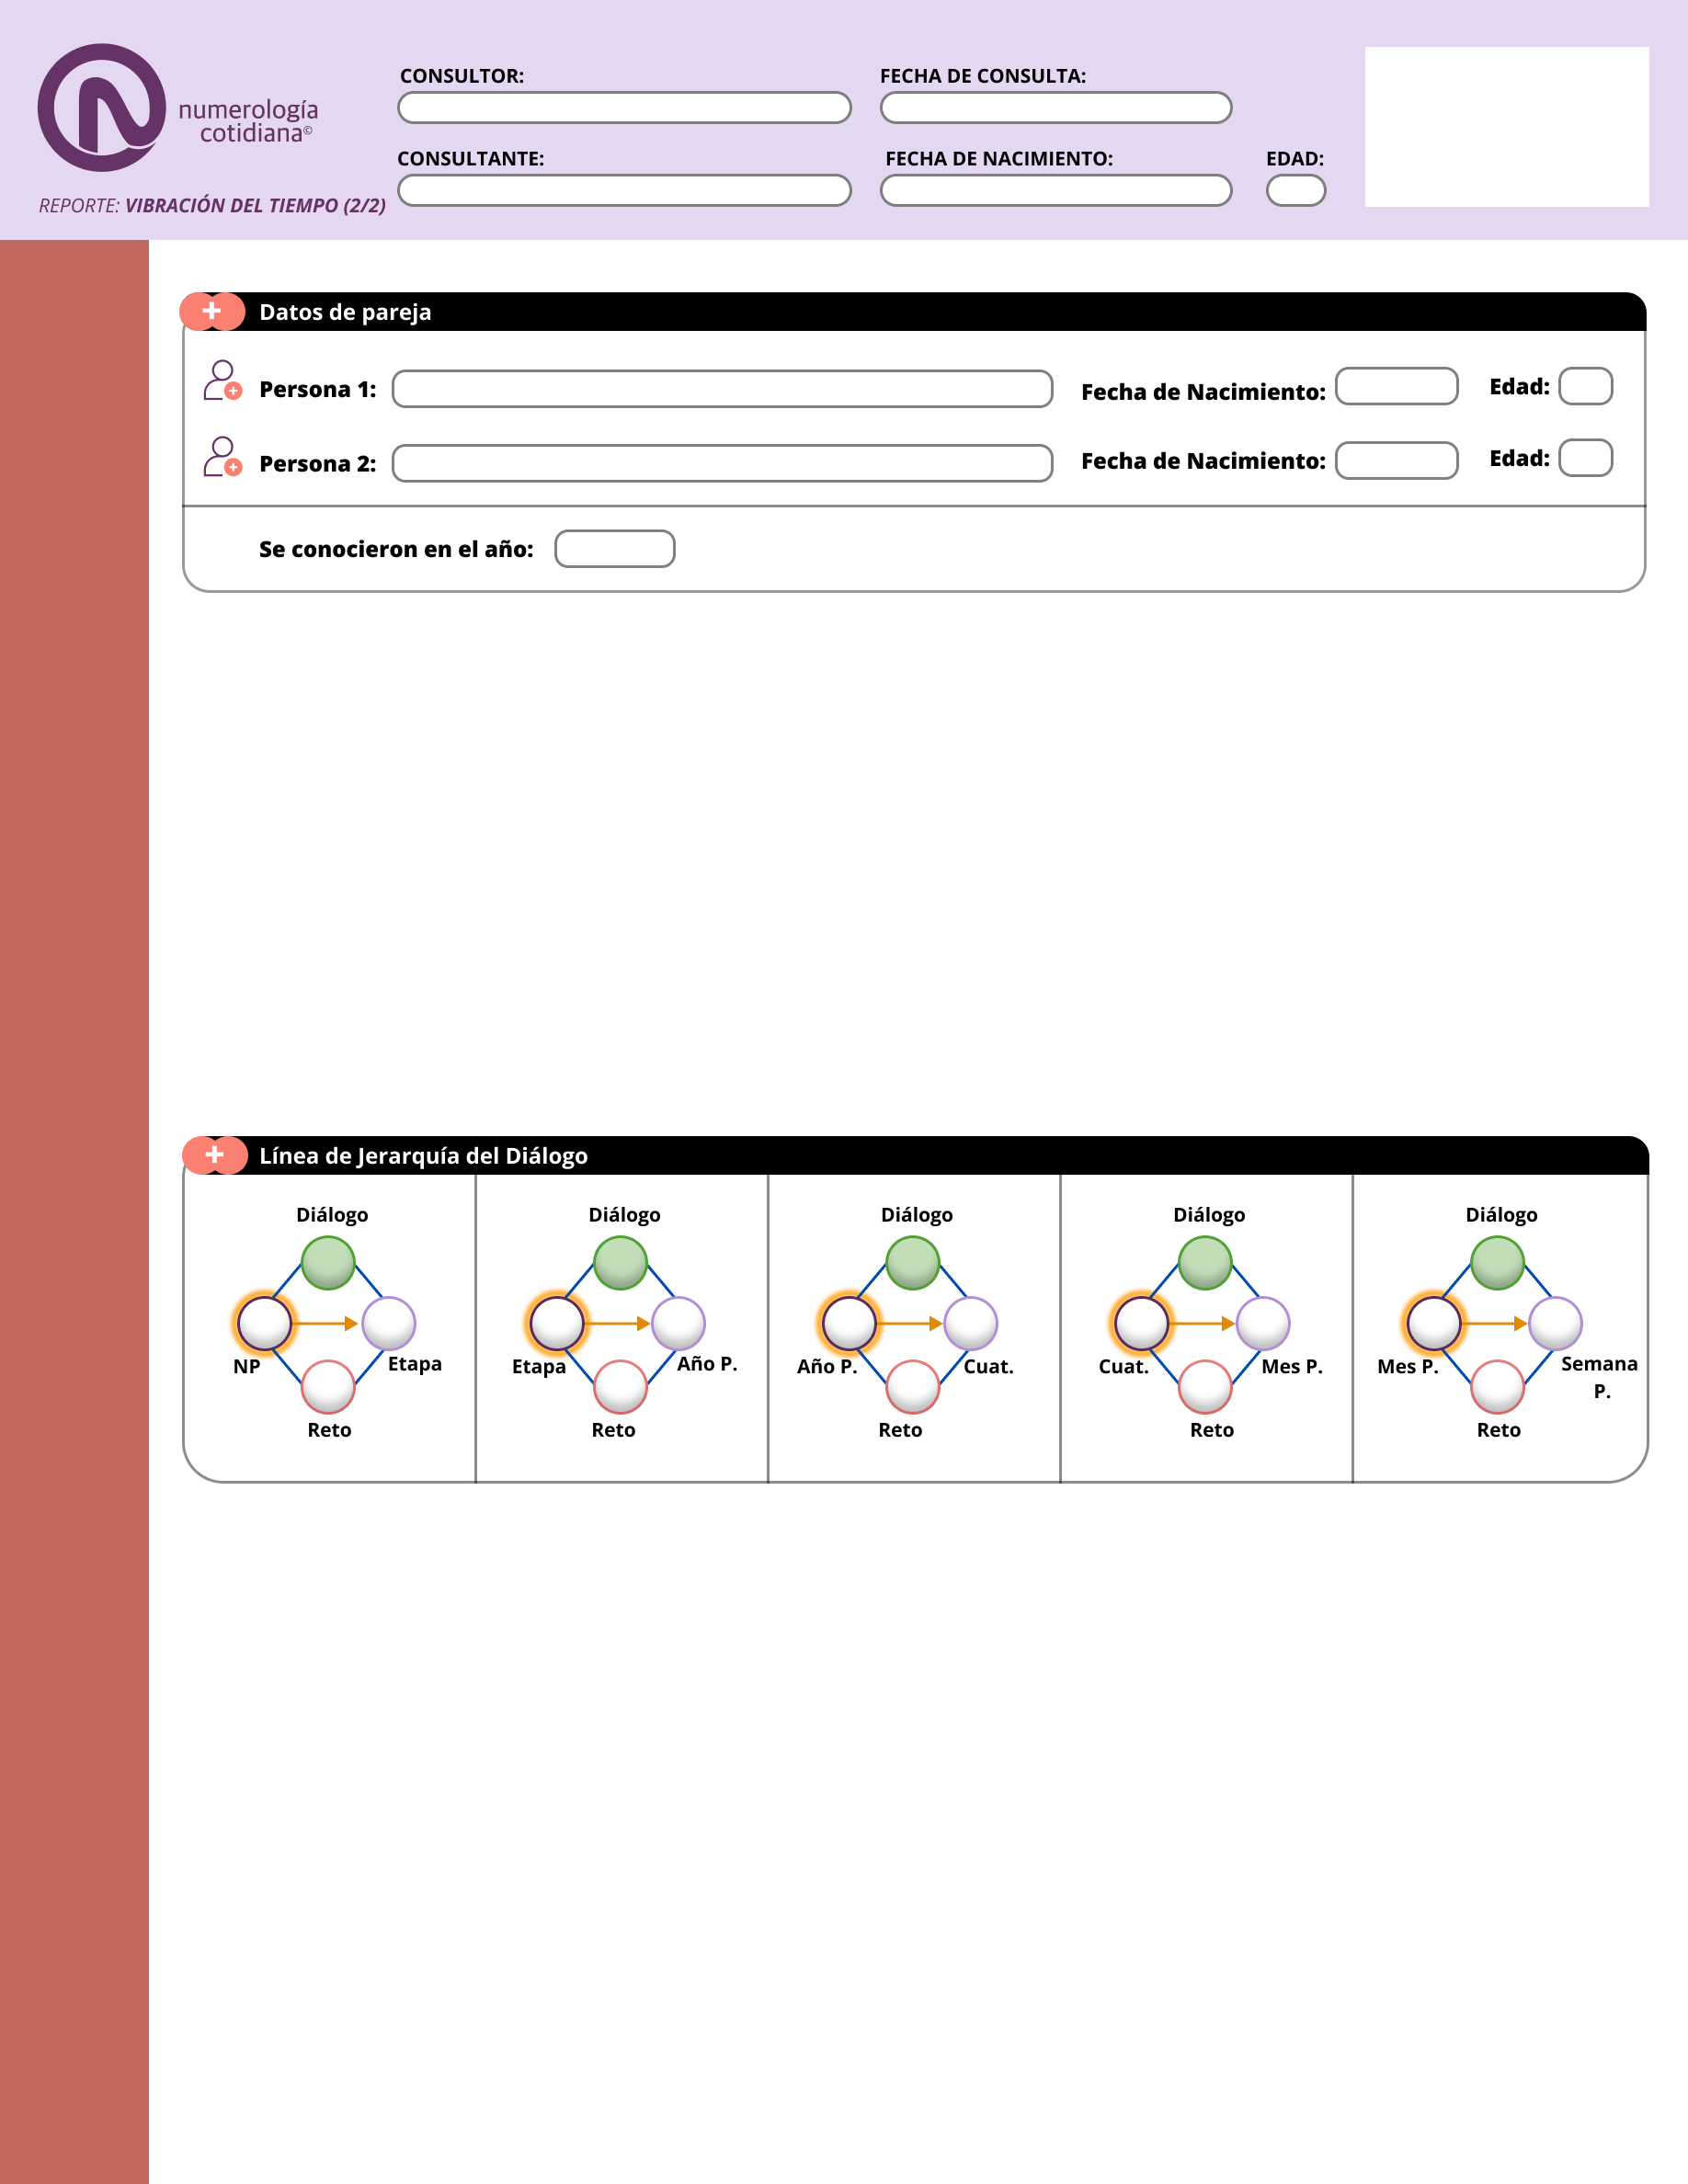 numerología
cotidiana©
REPORTE: VIBRACIÓN DEL TIEMPO (2/2)
CONSULTOR:
FECHA DE CONSULTA:
CONSULTANTE:
FECHA DE NACIMIENTO:
EDAD:
Datos de pareja
Persona 1:
Fecha de Nacimiento:
Edad:
Persona 2:
Fecha de Nacimiento:
Edad:
Se conocieron en el año:
Línea de Jerarquía del Diálogo
Diálogo
NP
Etapa
Reto
Diálogo
Etapa
Año P.
Reto
Diálogo
Año P.
Cuat.
Reto
Diálogo
Cuat.
Mes P.
Reto
Diálogo
Mes P.
Semana
P.
Reto